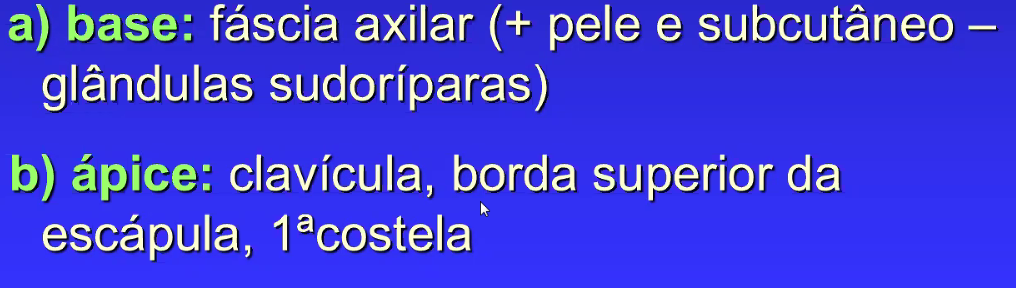 a) base: fáscia axilar (+ pele e subcutâneo –
glândulas sudoríparas)
b) ápice: clavícula, borda superior da
escápula, 1ªcostela